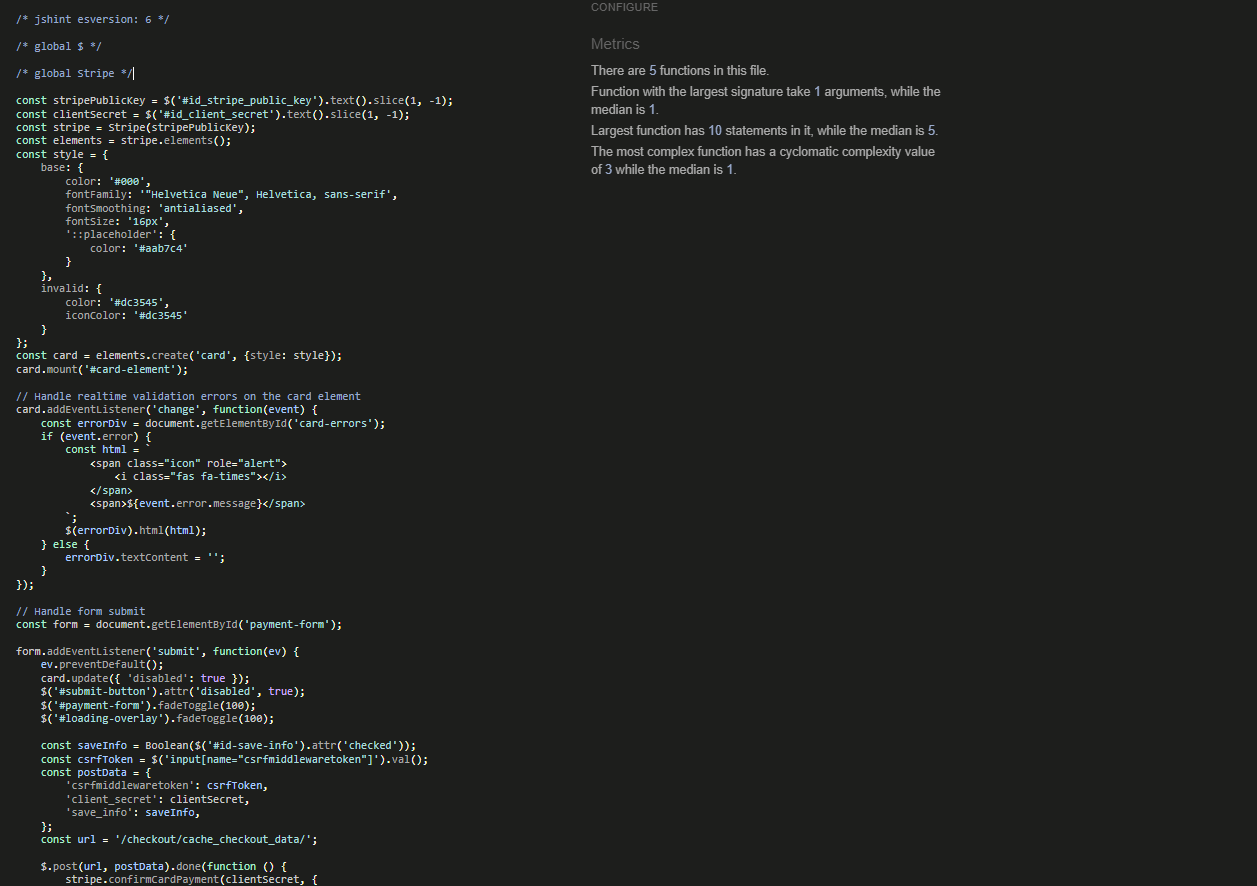 /* jshint esversion: 6 */
/* global $ */
/* global Stripe */
const stripePublicKey = $('#id_stripe_public_key').text().slice(1, -1);
const clientSecret = $('#id_client_secret').text().slice(1, -1);
const stripe = Stripe(stripePublicKey);
const elements = stripe.elements();
const style = {
    base: {
        color: '#000',
        fontFamily: '"Helvetica Neue", Helvetica, sans-serif',
        fontSmoothing: 'antialiased',
        fontSize: '16px',
        '::placeholder': {
            color: '#aab7c4'
        }
    },
    invalid: {
        color: '#dc3545',
        iconColor: '#dc3545'
    }
};
const card = elements.create('card', {style: style});
card.mount('#card-element');
// Handle realtime validation errors on the card element
card.addEventListener('change', function(event) {
    const errorDiv = document.getElementById('card-errors');
    if (event.error) {
        const html = `
            <span class="icon" role="alert">
                <i class="fas fa-times"></i>
            </span>
            <span>${event.error.message}</span>
        `;
        $(errorDiv).html(html);
    } else {
        errorDiv.textContent = '';
    }
});
// Handle form submit
const form = document.getElementById('payment-form');
form.addEventListener('submit', function(ev) {
    ev.preventDefault();
    card.update({ 'disabled': true });
    $('#submit-button').attr('disabled', true);
    $('#payment-form').fadeToggle(100);
    $('#loading-overlay').fadeToggle(100);
    const saveInfo = Boolean($('#id-save-info').attr('checked'));
    const csrfToken = $('input[name="csrfmiddlewaretoken"]').val();
    const postData = {
        'csrfmiddlewaretoken': csrfToken,
        'client_secret': clientSecret,
        'save_info': saveInfo,
    };
    const url = '/checkout/cache_checkout_data/';
    $.post(url, postData).done(function () {
        stripe.confirmCardPayment(clientSecret, {
CONFIGURE
Metrics
There are 5 functions in this file.
Function with the largest signature take 1 arguments, while the
median is 1.
Largest function has 10 statements in it, while the median is 5.
The most complex function has a cyclomatic complexity value
of 3 while the median is 1.